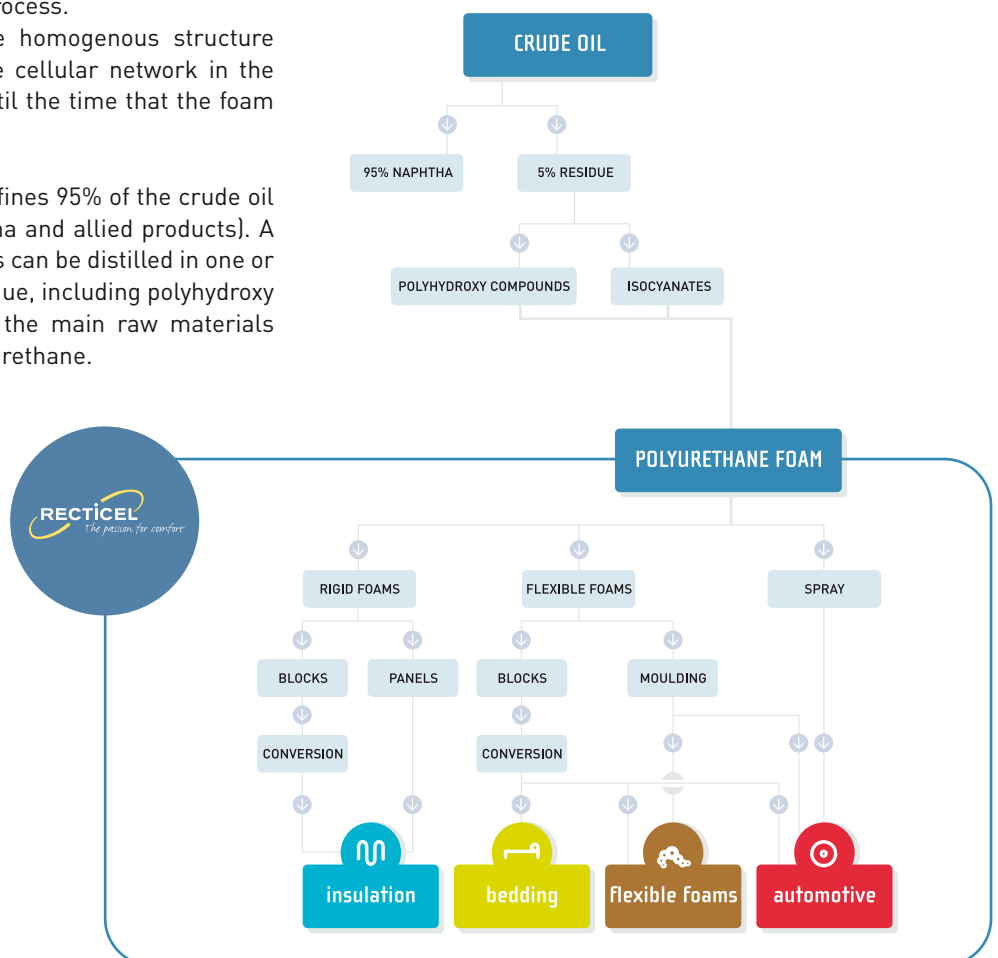 ocess.
e homogenous structure
e cellular network in the
til the time that the foam
fines 95% of the crude oil
na and allied products). A
s can be distilled in one or
ue, including polyhydroxy
the main raw materials
urethane.
CRUDE OIL
95% NAPHTHA
5% RESIDUE
POLYHYDROXY COMPOUNDS
ISOCYANATES
POLYURETHANE FOAM
RECTICEL
The passion for comfort
RIGID FOAMS
FLEXIBLE FOAMS
SPRAY
BLOCKS
PANELS
BLOCKS
MOULDING
CONVERSION
CONVERSION
insulation
bedding
flexible foams
automotive